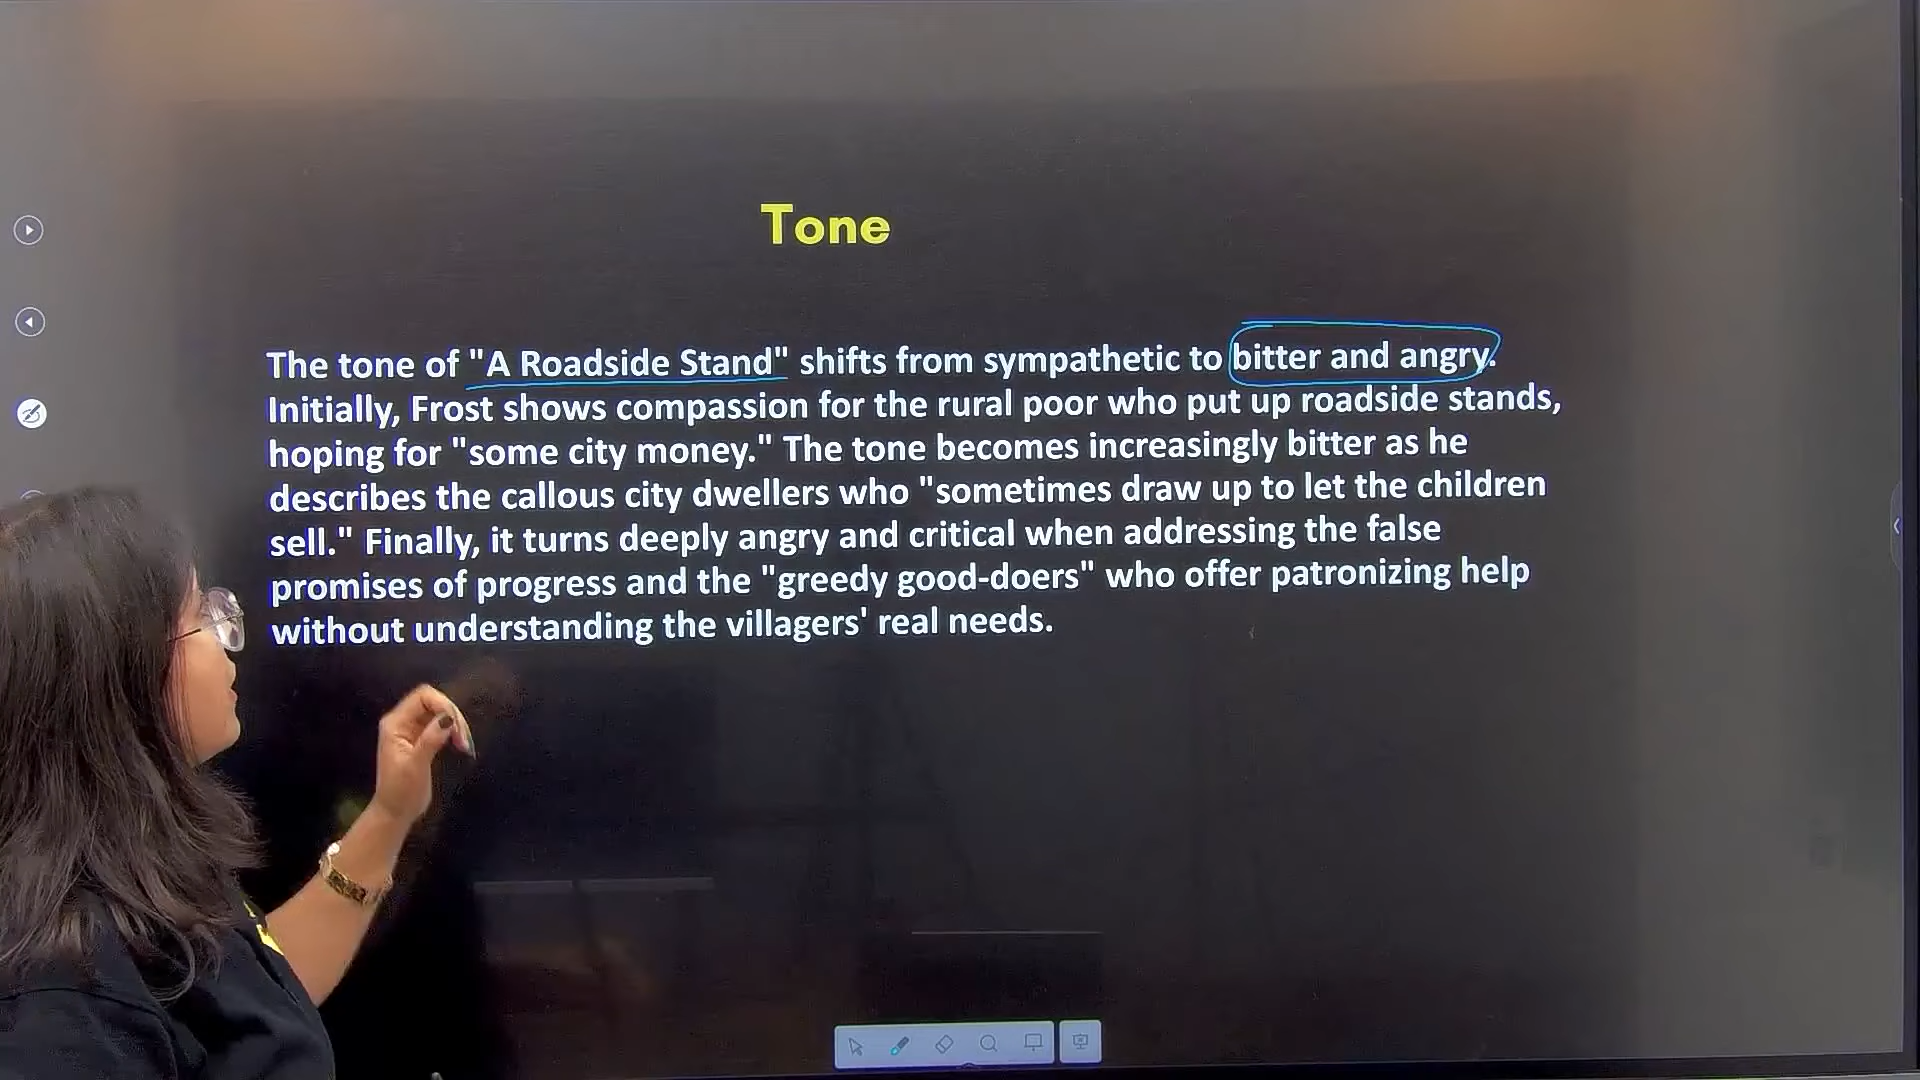 Tone
The tone of "A Roadside Stand" shifts from sympathetic to bitter and angry.
Initially, Frost shows compassion for the rural poor who put up roadside stands,
hoping for "some city money." The tone becomes increasingly bitter as he
describes the callous city dwellers who "sometimes draw up to let the children
sell." Finally, it turns deeply angry and critical when addressing the false
promises of progress and the "greedy good-doers" who offer patronizing help
without understanding the villagers' real needs.